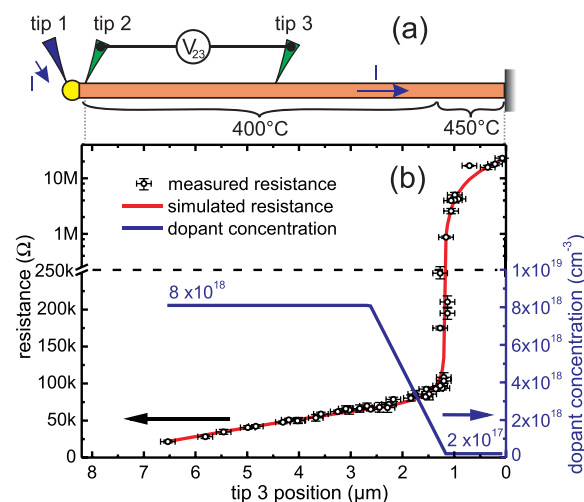 tip 1 tip 2 tip 3 (a)
V23
I I
400°C 450°C
(b)
measured resistance
simulated resistance
dopant concentration
10M
1M
250k
200k
150k
100k
50k
0
resistance (Ω)
8 x10^18
2 x10^17
1x10^19
8x10^18
6x10^18
4x10^18
2x10^18
0
dopant concentration (cm^-3)
8 7 6 5 4 3 2 1 0
tip 3 position (µm)